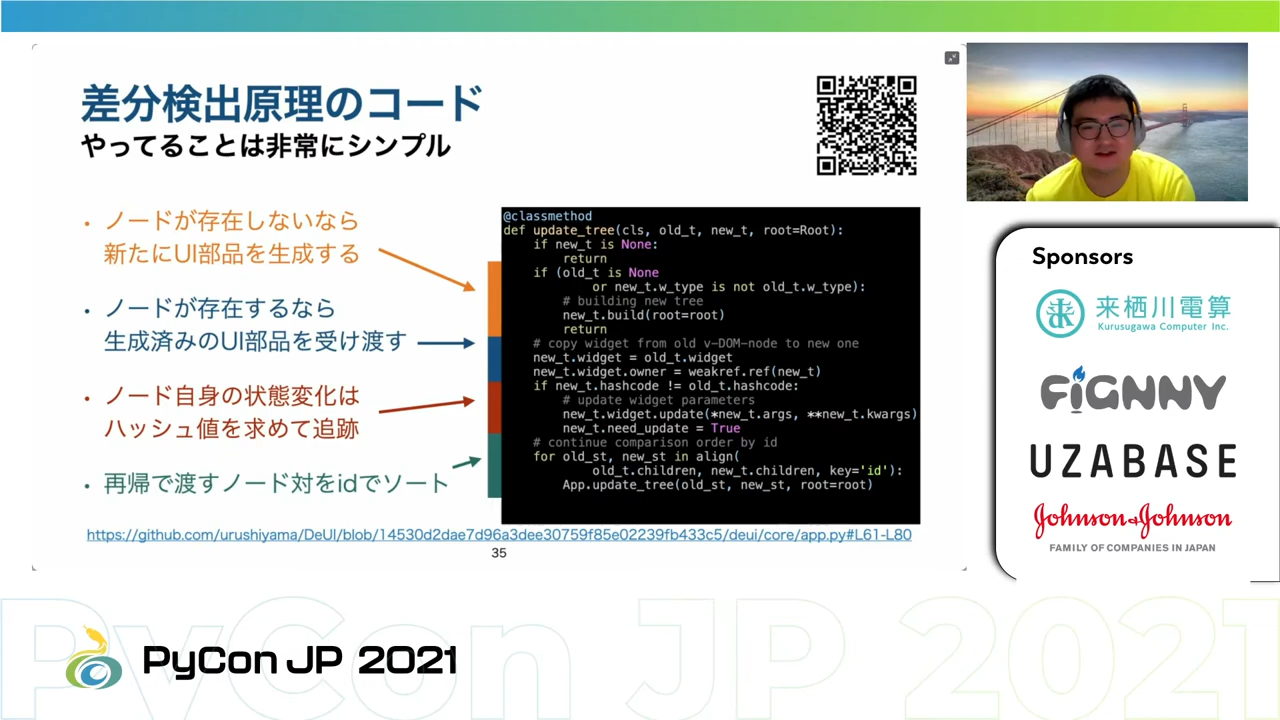 差分検出原理のコード
やってることは非常にシンプル
・ノードが存在しないなら
新たにUI部品を生成する
・ノードが存在するなら
生成済みのUI部品を受け渡す
・ノード自身の状態変化は
ハッシュ値を求めて追跡
・再帰で渡すノード対をidでソート
@classmethod
def update_tree(cls, old_t, new_t, root=Root):
    if new_t is None:
        return
    if (old_t is None
            or new_t.w_type is not old_t.w_type):
        # building new tree
        new_t.build(root=root)
        return
    # copy widget from old v-DOM-node to new one
    new_t.widget = old_t.widget
    new_t.widget.owner = weakref.ref(new_t)
    if new_t.hashcode != old_t.hashcode:
        # update widget parameters
        new_t.widget.update(*new_t.args, **new_t.kwargs)
        new_t.need_update = True
    # continue comparison order by id
    for old_st, new_st in align(
            old_t.children, new_t.children, key='id'):
        App.update_tree(old_st, new_st, root=root)
https://github.com/urushiyama/DeUI/blob/14530d2dae7d96a3dee30759f85e02239fb433c5/deui/core/app.py#L61-L80
35
Sponsors
来栖川電算
Kurusugawa Computer Inc.
FiGNNY
UZABASE
Johnson & Johnson
FAMILY OF COMPANIES IN JAPAN
PyCon JP 2021
PyCon JP 2021